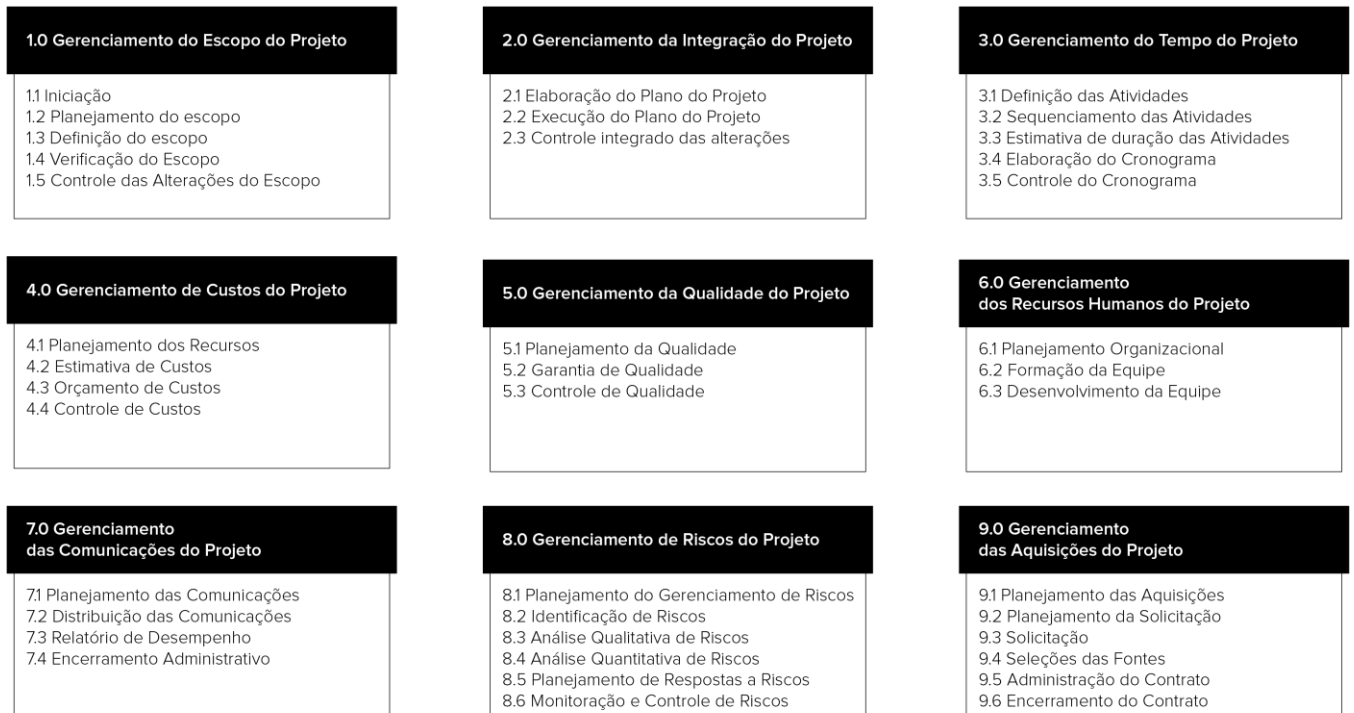 1.0 Gerenciamento do Escopo do Projeto
1.1 Iniciação
1.2 Planejamento do escopo
1.3 Definição do escopo
1.4 Verificação do Escopo
1.5 Controle das Alterações do Escopo
2.0 Gerenciamento da Integração do Projeto
2.1 Elaboração do Plano do Projeto
2.2 Execução do Plano do Projeto
2.3 Controle integrado das alterações
3.0 Gerenciamento do Tempo do Projeto
3.1 Definição das Atividades
3.2 Sequenciamento das Atividades
3.3 Estimativa de duração das Atividades
3.4 Elaboração do Cronograma
3.5 Controle do Cronograma
4.0 Gerenciamento de Custos do Projeto
4.1 Planejamento dos Recursos
4.2 Estimativa de Custos
4.3 Orçamento de Custos
4.4 Controle de Custos
5.0 Gerenciamento da Qualidade do Projeto
5.1 Planejamento da Qualidade
5.2 Garantia de Qualidade
5.3 Controle de Qualidade
6.0 Gerenciamento
dos Recursos Humanos do Projeto
6.1 Planejamento Organizacional
6.2 Formação da Equipe
6.3 Desenvolvimento da Equipe
7.0 Gerenciamento
das Comunicações do Projeto
7.1 Planejamento das Comunicações
7.2 Distribuição das Comunicações
7.3 Relatório de Desempenho
7.4 Encerramento Administrativo
8.0 Gerenciamento de Riscos do Projeto
8.1 Planejamento do Gerenciamento de Riscos
8.2 Identificação de Riscos
8.3 Análise Qualitativa de Riscos
8.4 Análise Quantitativa de Riscos
8.5 Planejamento de Respostas a Riscos
8.6 Monitoração e Controle de Riscos
9.0 Gerenciamento
das Aquisições do Projeto
9.1 Planejamento das Aquisições
9.2 Planejamento da Solicitação
9.3 Solicitação
9.4 Seleções das Fontes
9.5 Administração do Contrato
9.6 Encerramento do Contrato